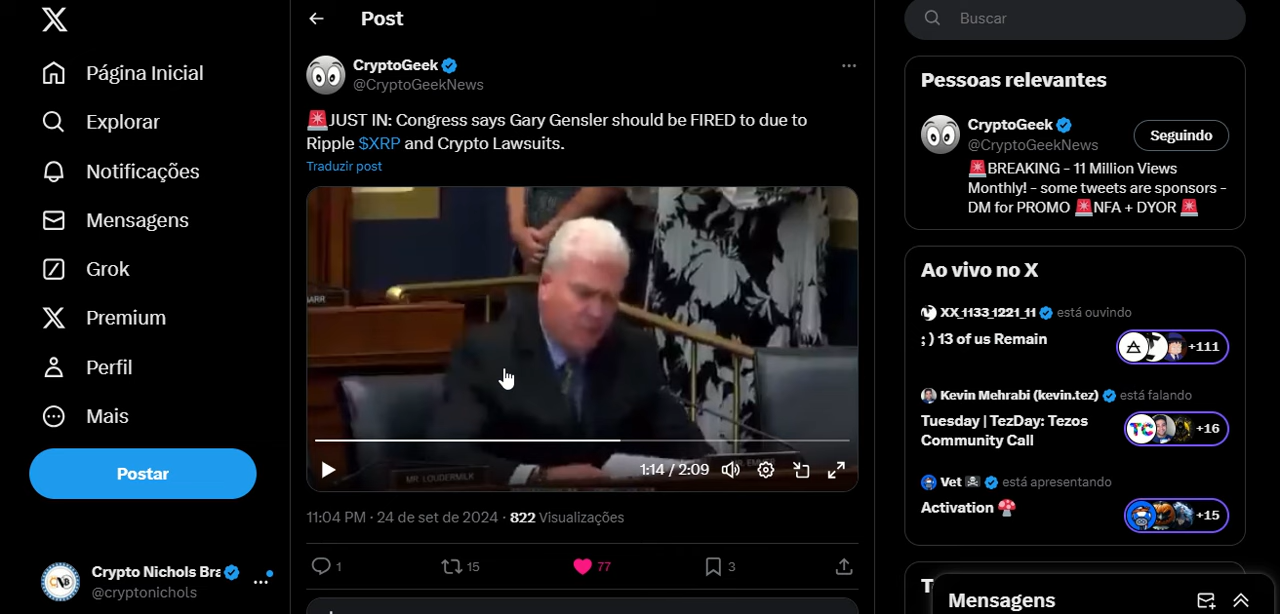 Post
Página Inicial
Explorar
Notificações
Mensagens
Grok
Premium
Perfil
Mais
Postar
Crypto Nichols Bra
@cryptonichols
CryptoGeek
@CryptoGeekNews
🚨JUST IN: Congress says Gary Gensler should be FIRED to due to
Ripple $XRP and Crypto Lawsuits.
Traduzir post
ARR
MR. LOUDERMILK
1:14 / 2:09
11:04 PM · 24 de set de 2024 · 822 Visualizações
1
15
77
3
Buscar
Pessoas relevantes
CryptoGeek
@CryptoGeekNews
Seguindo
🚨BREAKING - 11 Million Views
Monthly! - some tweets are sponsors -
DM for PROMO 🚨NFA + DYOR 🚨
Ao vivo no X
XX_1133_1221_11 está ouvindo
; ) 13 of us Remain
+111
Kevin Mehrabi (kevin.tez) está falando
Tuesday | TezDay: Tezos
Community Call
+16
Vet ☠ está apresentando
Activation 🍄
+15
Mensagens